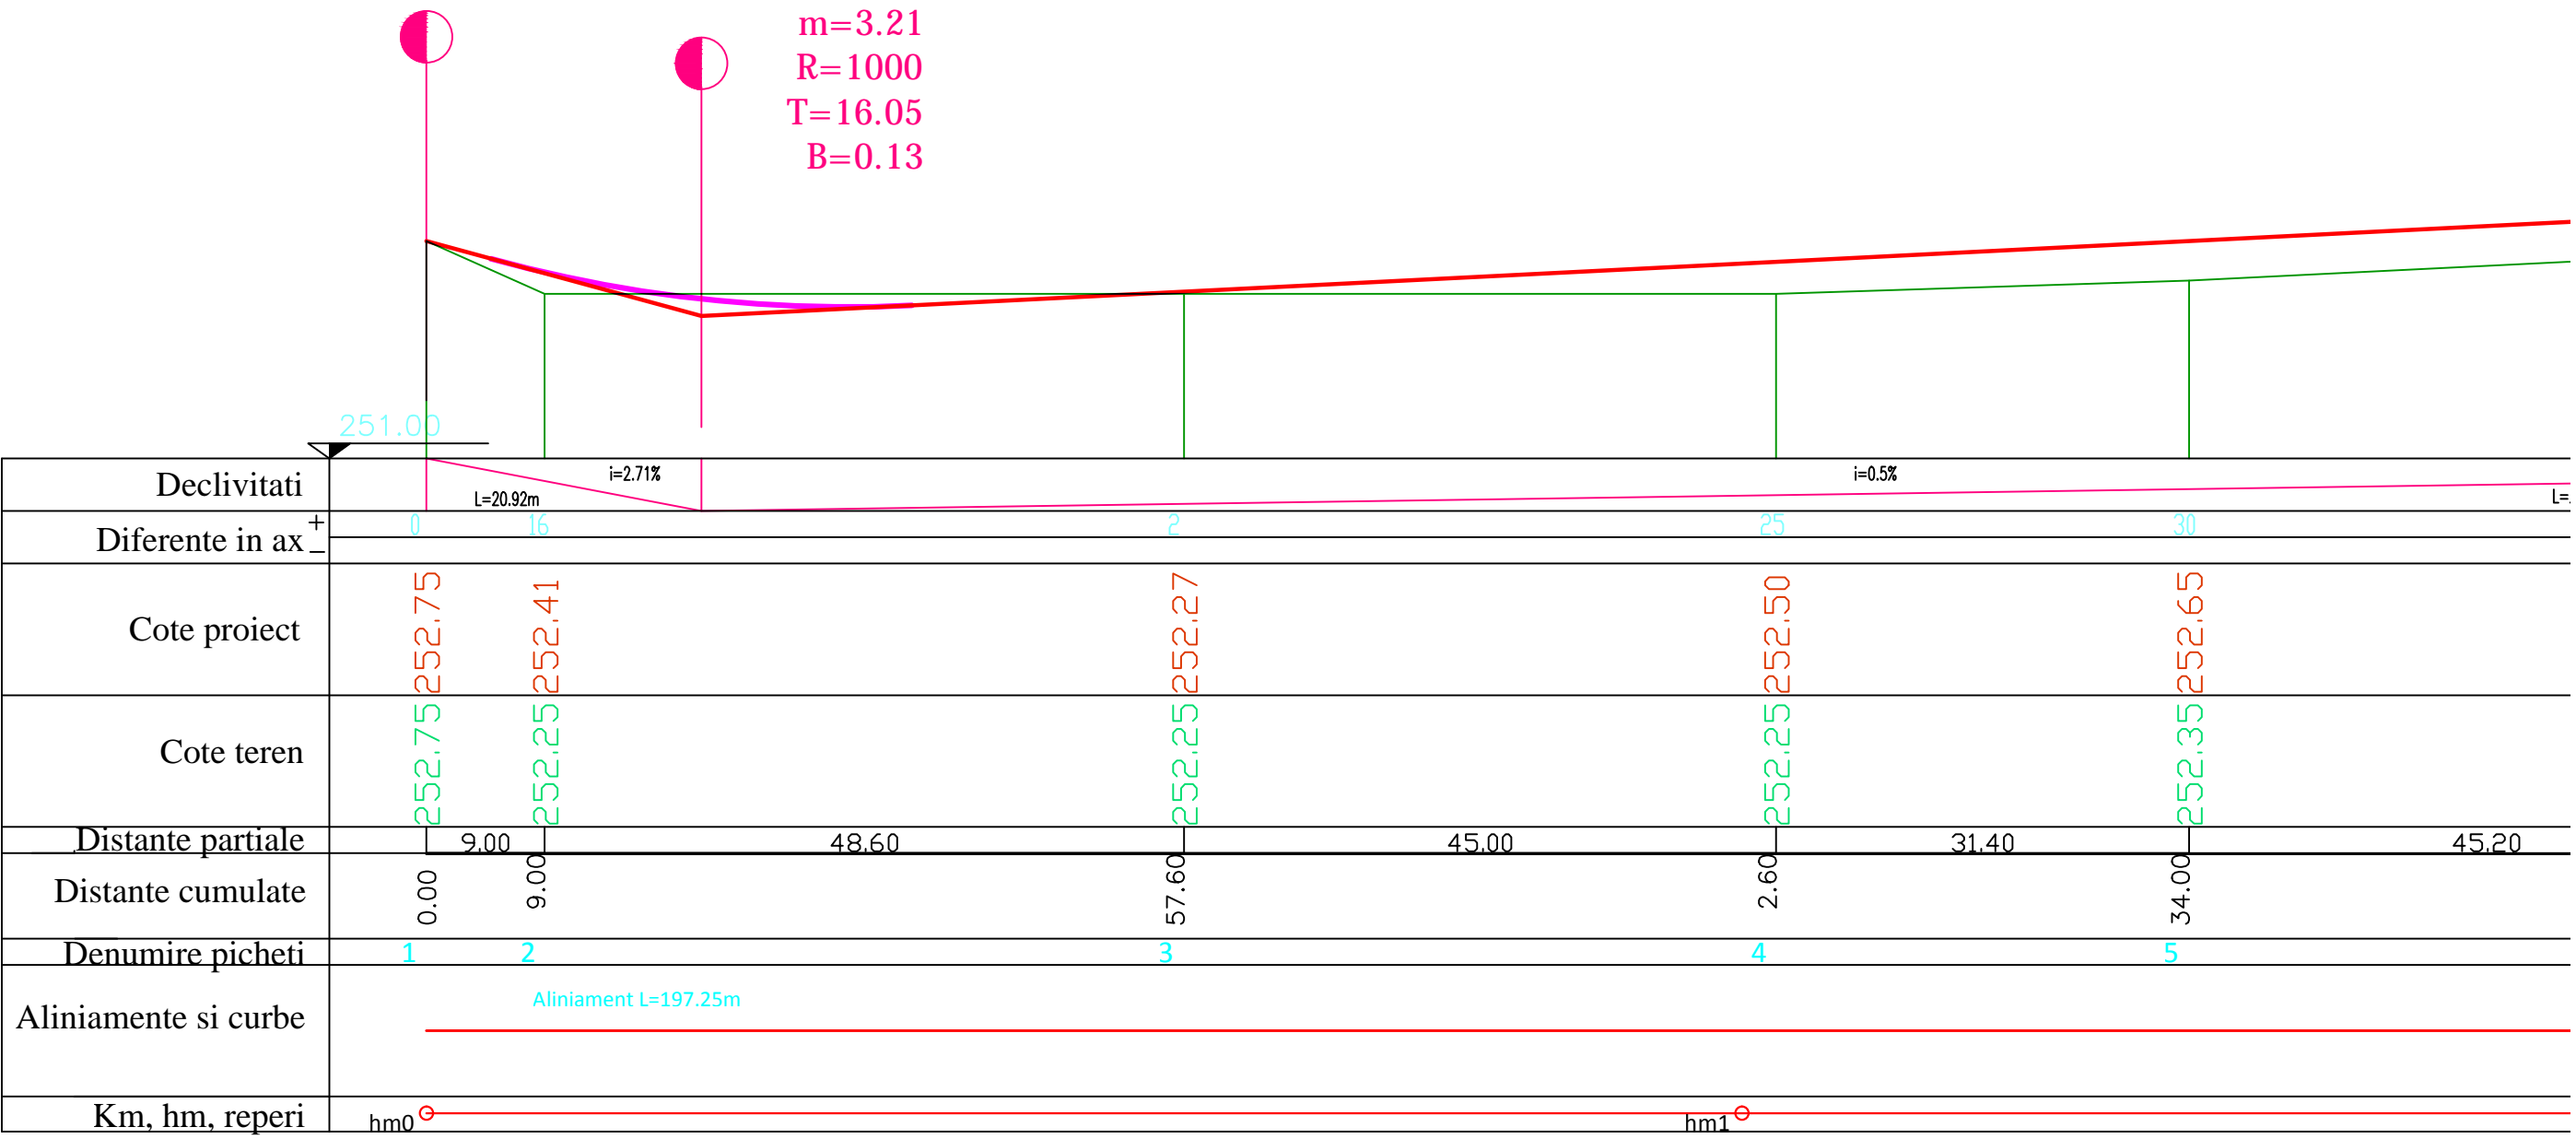 m=3.21
R=1000
T=16.05
B=0.13
251.00
Declivitati
L=20.92m
i=2.71%
i=0.5%
L=
Diferente in ax + −
0 16 2 25 30
Cote proiect
252.75 252.41 252.27 252.50 252.65
Cote teren
252.75 252.25 252.25 252.25 252.35
Distante partiale
9.00 48.60 45.00 31.40 45.20
Distante cumulate
0.00 9.00 57.60 2.60 34.00
Denumire picheti
1 2 3 4 5
Aliniamente si curbe
Aliniament L=197.25m
Km, hm, reperi
hm0 hm1